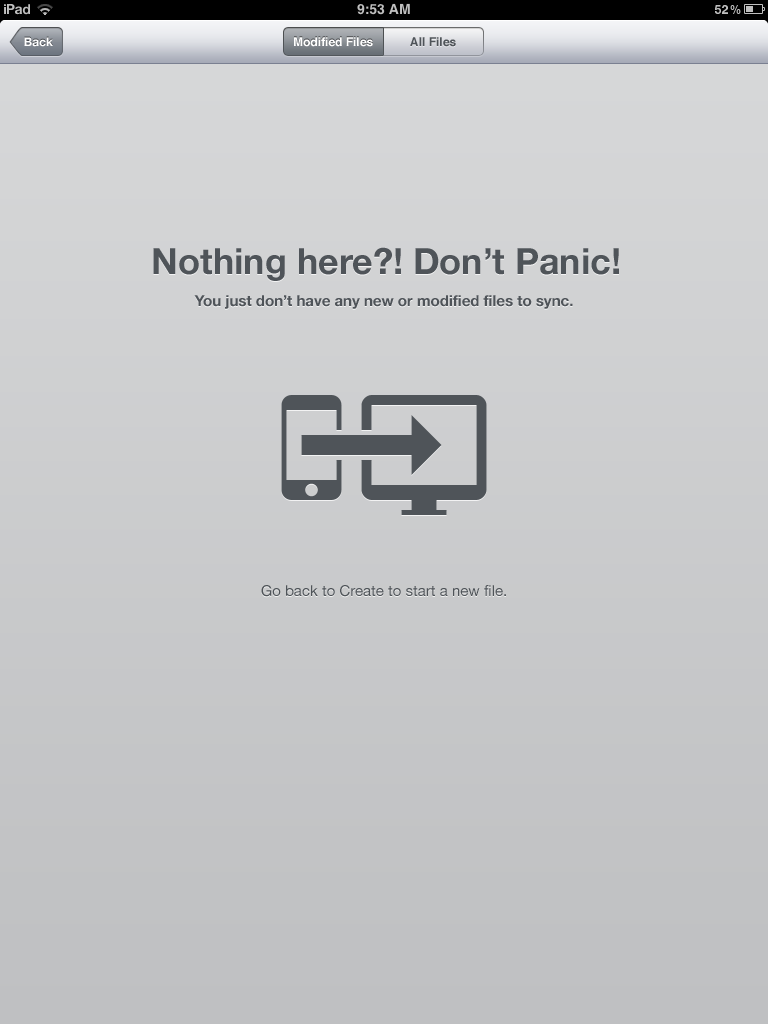 iPad 9:53 AM 52%
Back Modified Files All Files
Nothing here?! Don’t Panic!
You just don’t have any new or modified files to sync.
Go back to Create to start a new file.